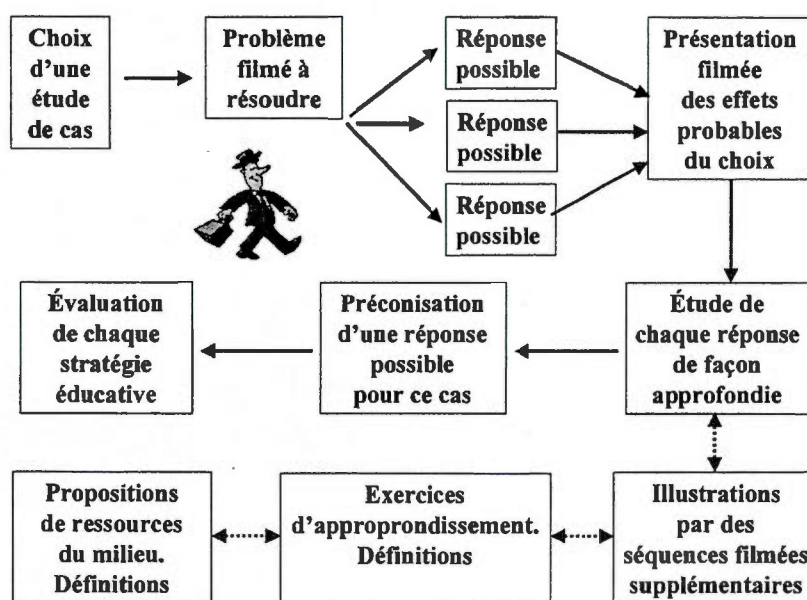 Choix
d'une
étude
de cas
Problème
filmé à
résoudre
Réponse
possible
Réponse
possible
Réponse
possible
Présentation
filmée
des effets
probables
du choix
Évaluation
de chaque
stratégie
éducative
Préconisation
d'une réponse
possible
pour ce cas
Étude de
chaque réponse
de façon
approfondie
Propositions
de ressources
du milieu.
Définitions
Exercices
d'approprondissement.
Définitions
Illustrations
par des
séquences filmées
supplémentaires